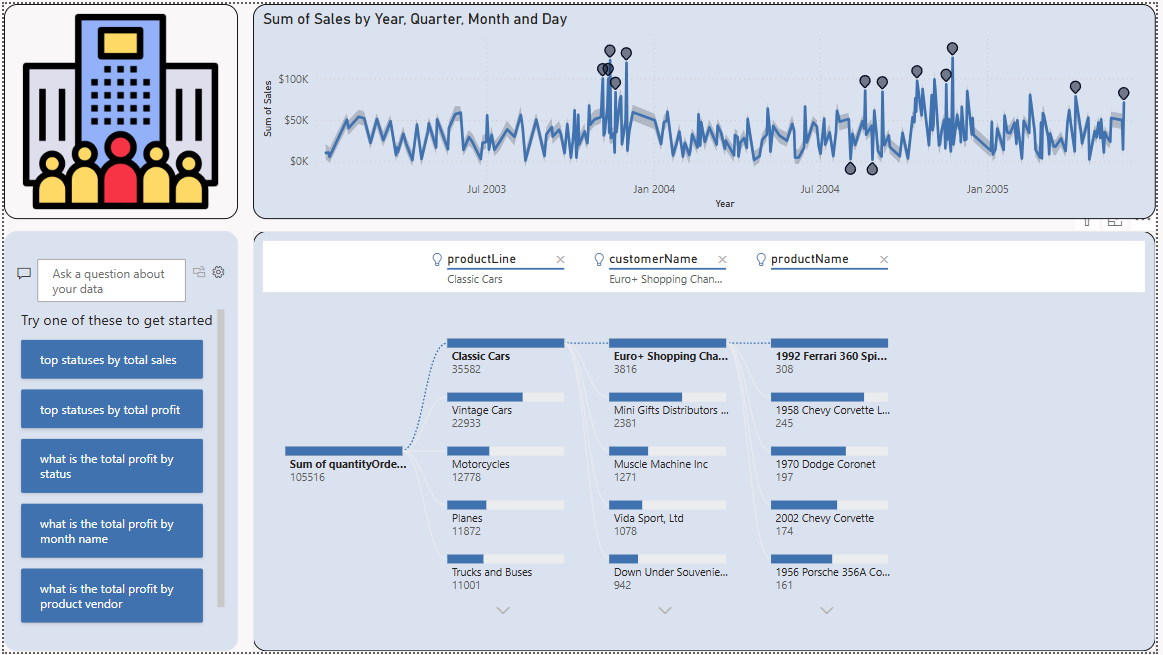 Sum of Sales by Year, Quarter, Month and Day
Sum of Sales
$100K
$50K
$0K
Jul 2003
Jan 2004
Jul 2004
Jan 2005
Year
Ask a question about
your data
Try one of these to get started
top statuses by total sales
top statuses by total profit
what is the total profit by
status
what is the total profit by
month name
what is the total profit by
product vendor
productLine
Classic Cars
customerName
Euro+ Shopping Chan...
productName
Sum of quantityOrde...
105516
Classic Cars
35582
Vintage Cars
22933
Motorcycles
12778
Planes
11872
Trucks and Buses
11001
Euro+ Shopping Cha...
3816
Mini Gifts Distributors ...
2381
Muscle Machine Inc
1271
Vida Sport, Ltd
1078
Down Under Souvenie...
942
1992 Ferrari 360 Spi...
308
1958 Chevy Corvette L...
245
1970 Dodge Coronet
197
2002 Chevy Corvette
174
1956 Porsche 356A Co...
161